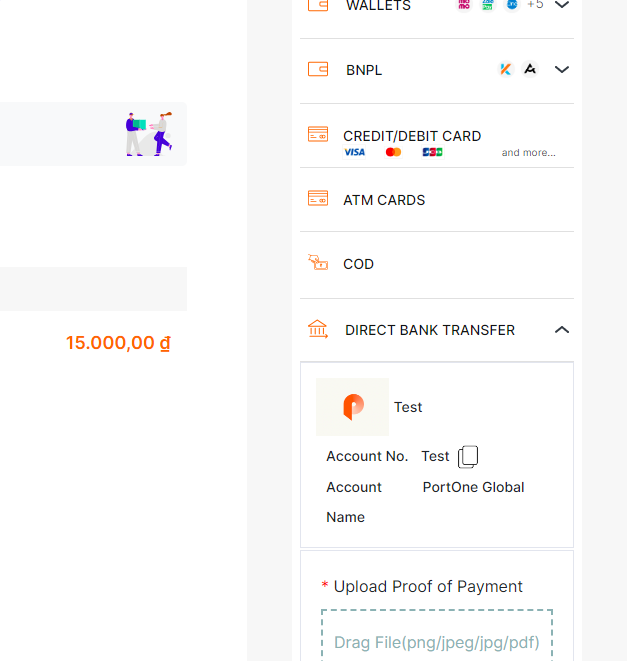 WALLETS +5
BNPL
CREDIT/DEBIT CARD
VISA and more...
ATM CARDS
COD
DIRECT BANK TRANSFER
15.000,00 ₫
Test
Account No. Test
Account PortOne Global
Name
* Upload Proof of Payment
Drag File(png/jpeg/jpg/pdf)